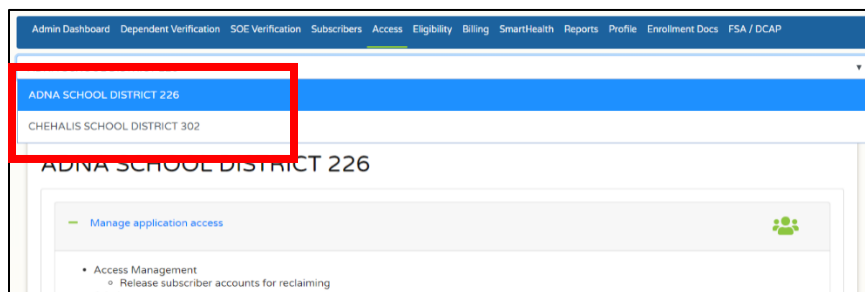 Admin Dashboard Dependent Verification SOE Verification Subscribers Access Eligibility Billing SmartHealth Reports Profile Enrollment Docs FSA / DCAP
ADNA SCHOOL DISTRICT 226
CHEHALIS SCHOOL DISTRICT 302
ADNA SCHOOL DISTRICT 226
Manage application access
Access Management
Release subscriber accounts for reclaiming